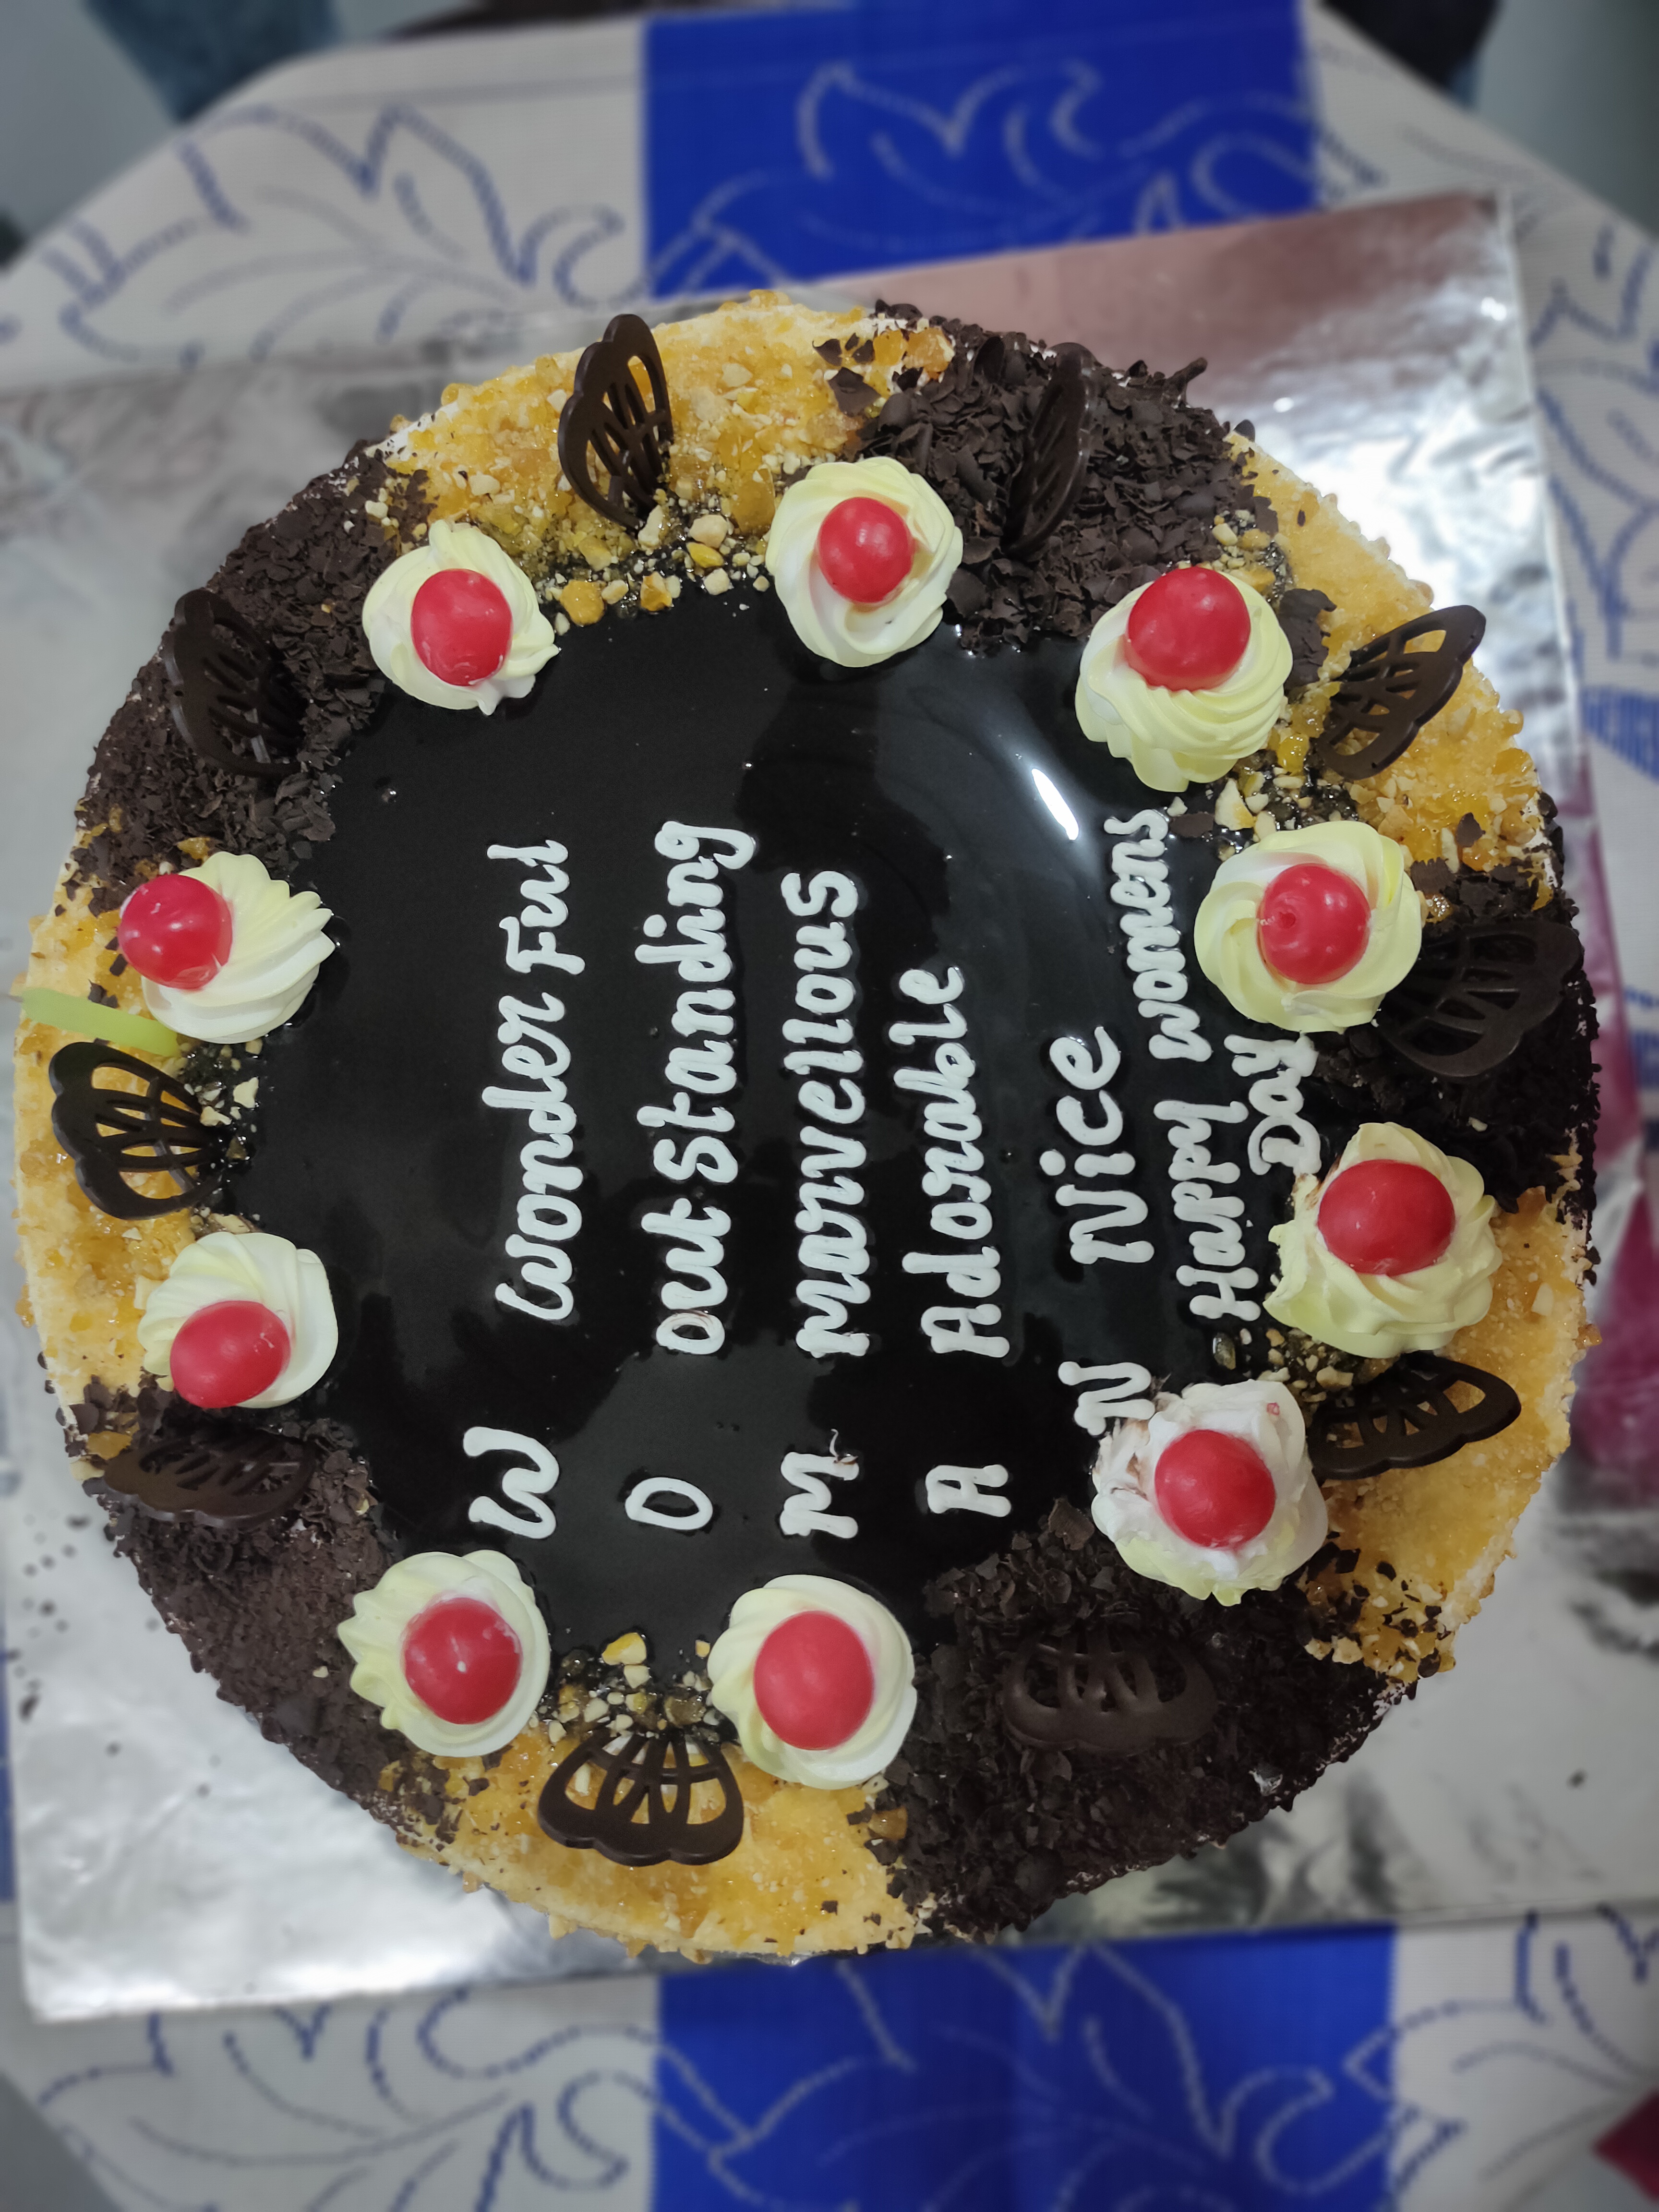 W wonder Ful
O out Standing
M marvellous
A Adorable
N Nice
Happy womens
Day